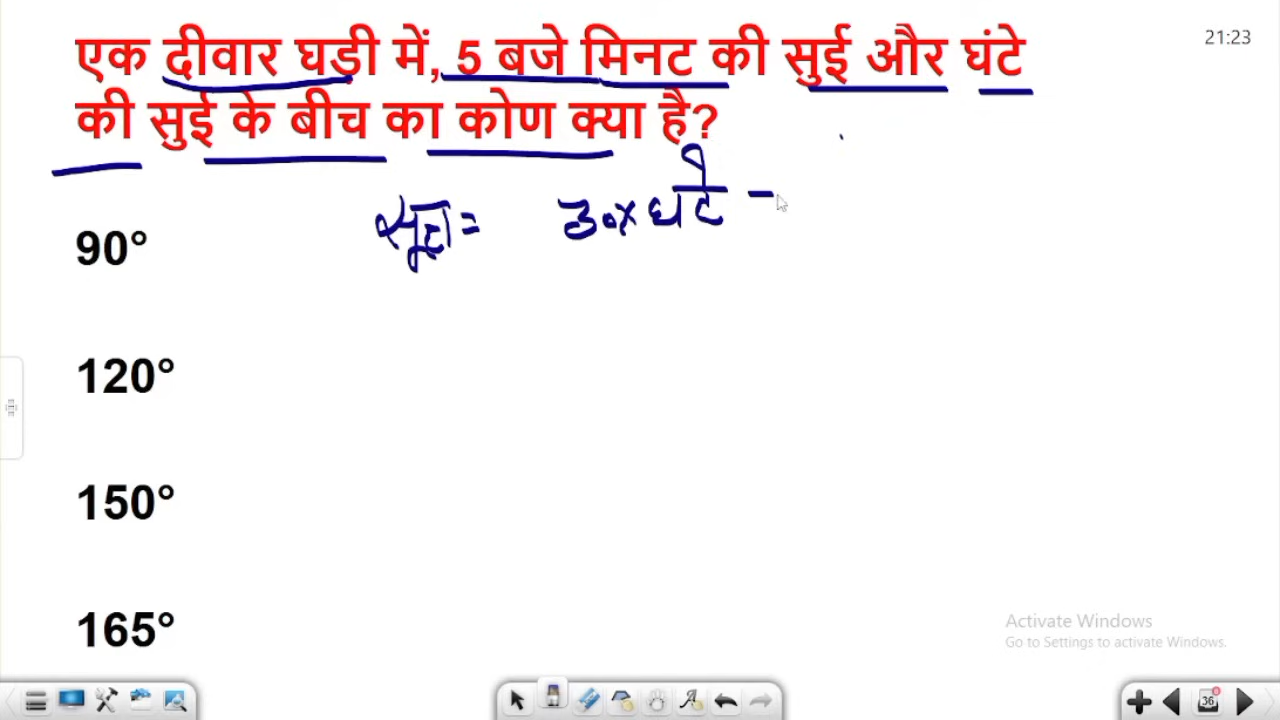 21:23
एक दीवार घड़ी में, 5 बजे मिनट की सुई और घंटे
की सुई के बीच का कोण क्या है?
सूत्र = 30 x घंटे -
90°
120°
150°
165°
Activate Windows
Go to Settings to activate Windows.
36